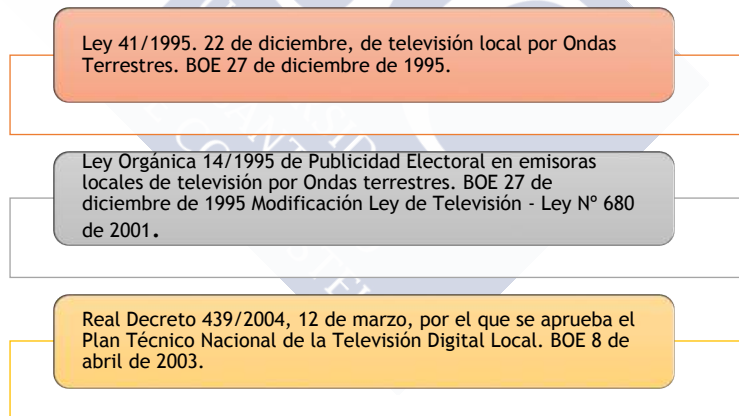 Ley 41/1995. 22 de diciembre, de televisión local por Ondas
Terrestres. BOE 27 de diciembre de 1995.
Ley Orgánica 14/1995 de Publicidad Electoral en emisoras
locales de televisión por Ondas terrestres. BOE 27 de
diciembre de 1995 Modificación Ley de Televisión - Ley Nº 680
de 2001.
Real Decreto 439/2004, 12 de marzo, por el que se aprueba el
Plan Técnico Nacional de la Televisión Digital Local. BOE 8 de
abril de 2003.